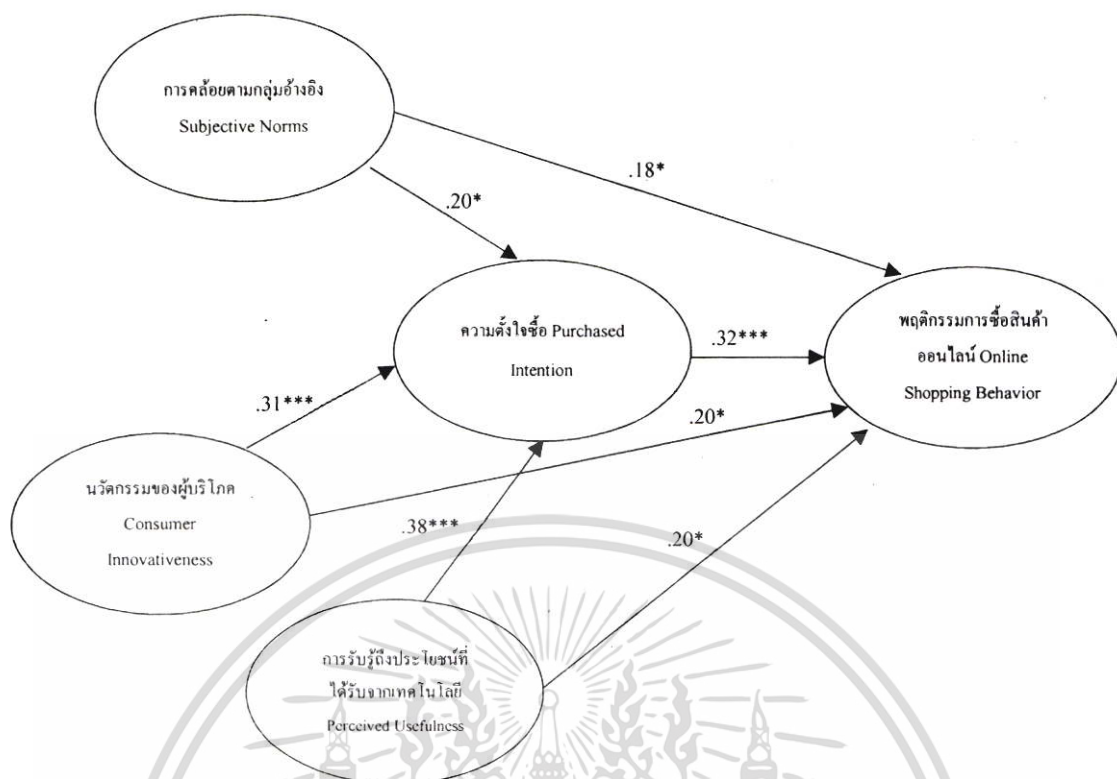 การคล้อยตามกลุ่มอ้างอิง
Subjective Norms
.18*
.20*
ความตั้งใจซื้อ Purchased
Intention
.32***
พฤติกรรมการซื้อสินค้า
ออนไลน์ Online
Shopping Behavior
.31***
.20*
นวัตกรรมของผู้บริโภค
Consumer
Innovativeness
.38***
.20*
การรับรู้ถึงประโยชน์ที่
ได้รับจากเทคโนโลยี
Perceived Usefulness